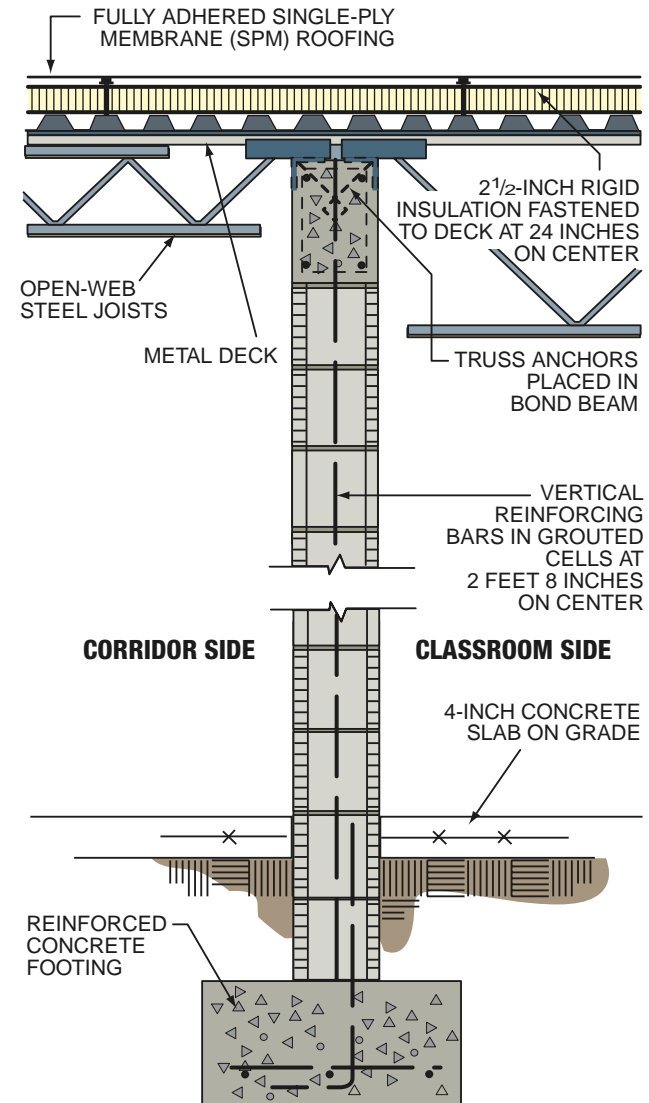 FULLY ADHERED SINGLE-PLY
MEMBRANE (SPM) ROOFING
2 1/2-INCH RIGID
INSULATION FASTENED
TO DECK AT 24 INCHES
ON CENTER
OPEN-WEB
STEEL JOISTS
METAL DECK
TRUSS ANCHORS
PLACED IN
BOND BEAM
VERTICAL
REINFORCING
BARS IN GROUTED
CELLS AT
2 FEET 8 INCHES
ON CENTER
CORRIDOR SIDE
CLASSROOM SIDE
4-INCH CONCRETE
SLAB ON GRADE
REINFORCED
CONCRETE
FOOTING